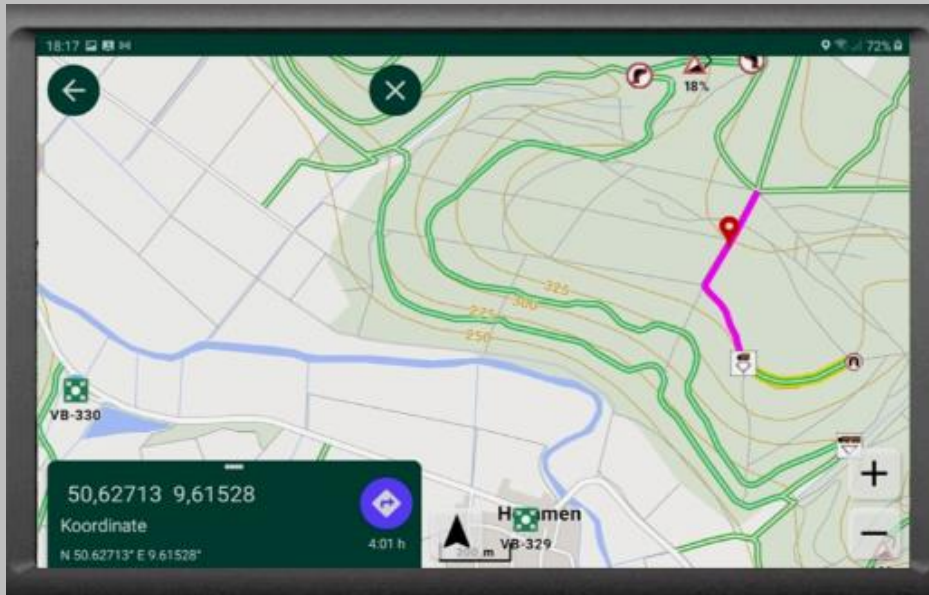 18:17
72%
18%
325
300
250
VB-330
50,62713 9,61528
Koordinate
N 50.62713° E 9.61528°
4:01 h
m
VB-329
+
−